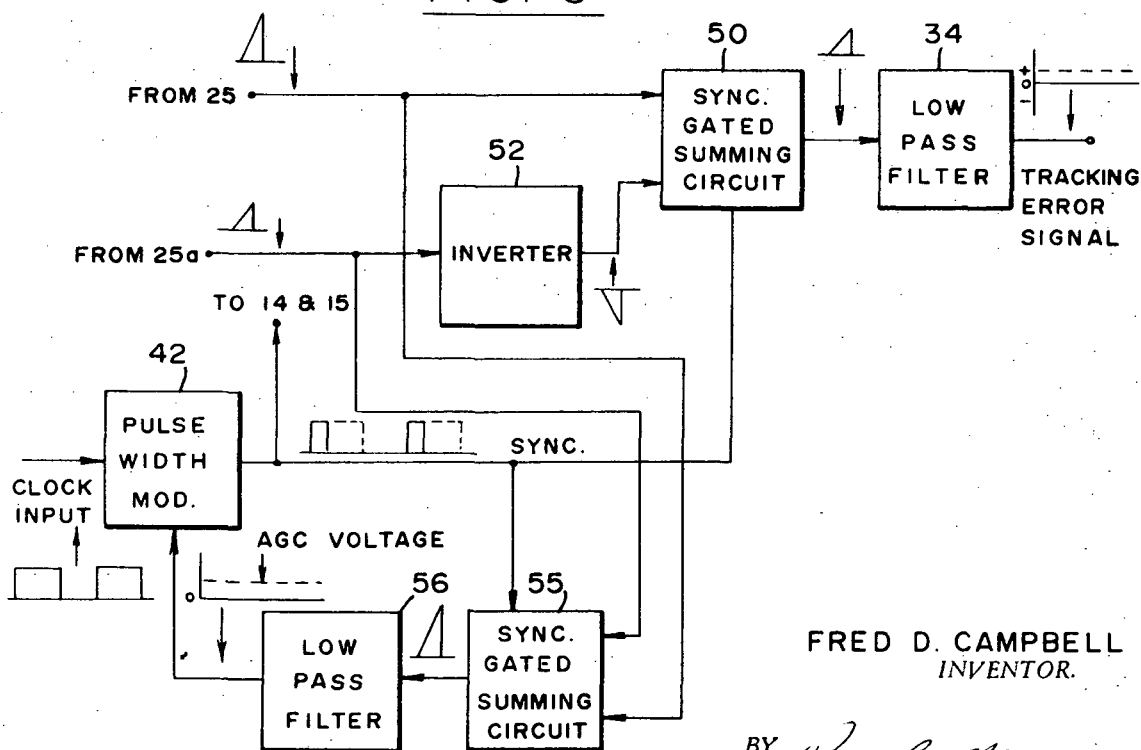 50
34
FROM 25
SYNC.
GATED
SUMMING
CIRCUIT
LOW
PASS
FILTER
+
0
-
TRACKING
ERROR
SIGNAL
52
INVERTER
FROM 25a
TO 14 & 15
42
PULSE
WIDTH
MOD.
SYNC.
CLOCK
INPUT
AGC VOLTAGE
0
56
LOW
PASS
FILTER
55
SYNC.
GATED
SUMMING
CIRCUIT
FRED D. CAMPBELL
INVENTOR.
BY